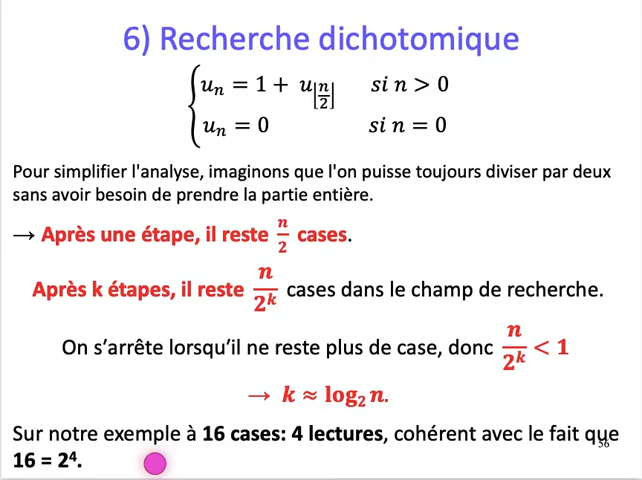 6) Recherche dichotomique
u_n = 1 + u_⌊n/2⌋ si n > 0
u_n = 0 si n = 0
Pour simplifier l'analyse, imaginons que l'on puisse toujours diviser par deux
sans avoir besoin de prendre la partie entière.
→ Après une étape, il reste n/2 cases.
Après k étapes, il reste n/2^k cases dans le champ de recherche.
On s'arrête lorsqu'il ne reste plus de case, donc n/2^k < 1
→ k ≈ log₂ n.
Sur notre exemple à 16 cases: 4 lectures, cohérent avec le fait que
56
16 = 2⁴.